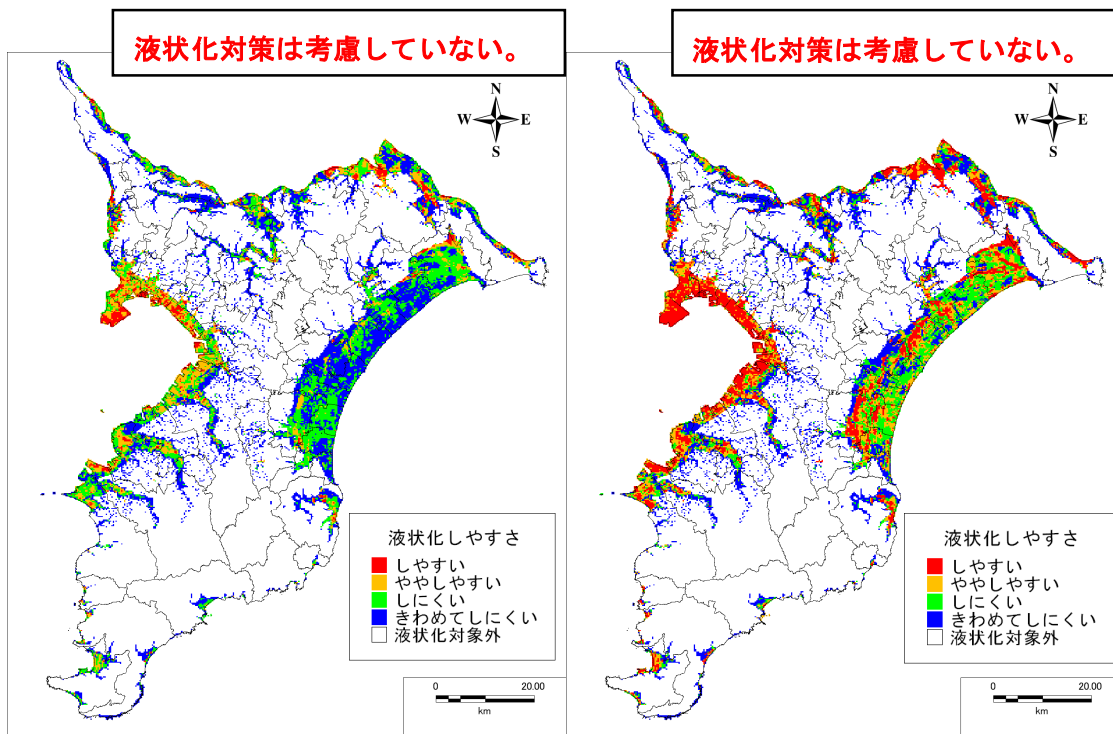 液状化対策は考慮していない。
N
W E
S
液状化しやすさ
しやすい
ややしやすい
しにくい
きわめてしにくい
液状化対象外
0 20.00
km
液状化対策は考慮していない。
N
W E
S
液状化しやすさ
しやすい
ややしやすい
しにくい
きわめてしにくい
液状化対象外
0 20.00
km